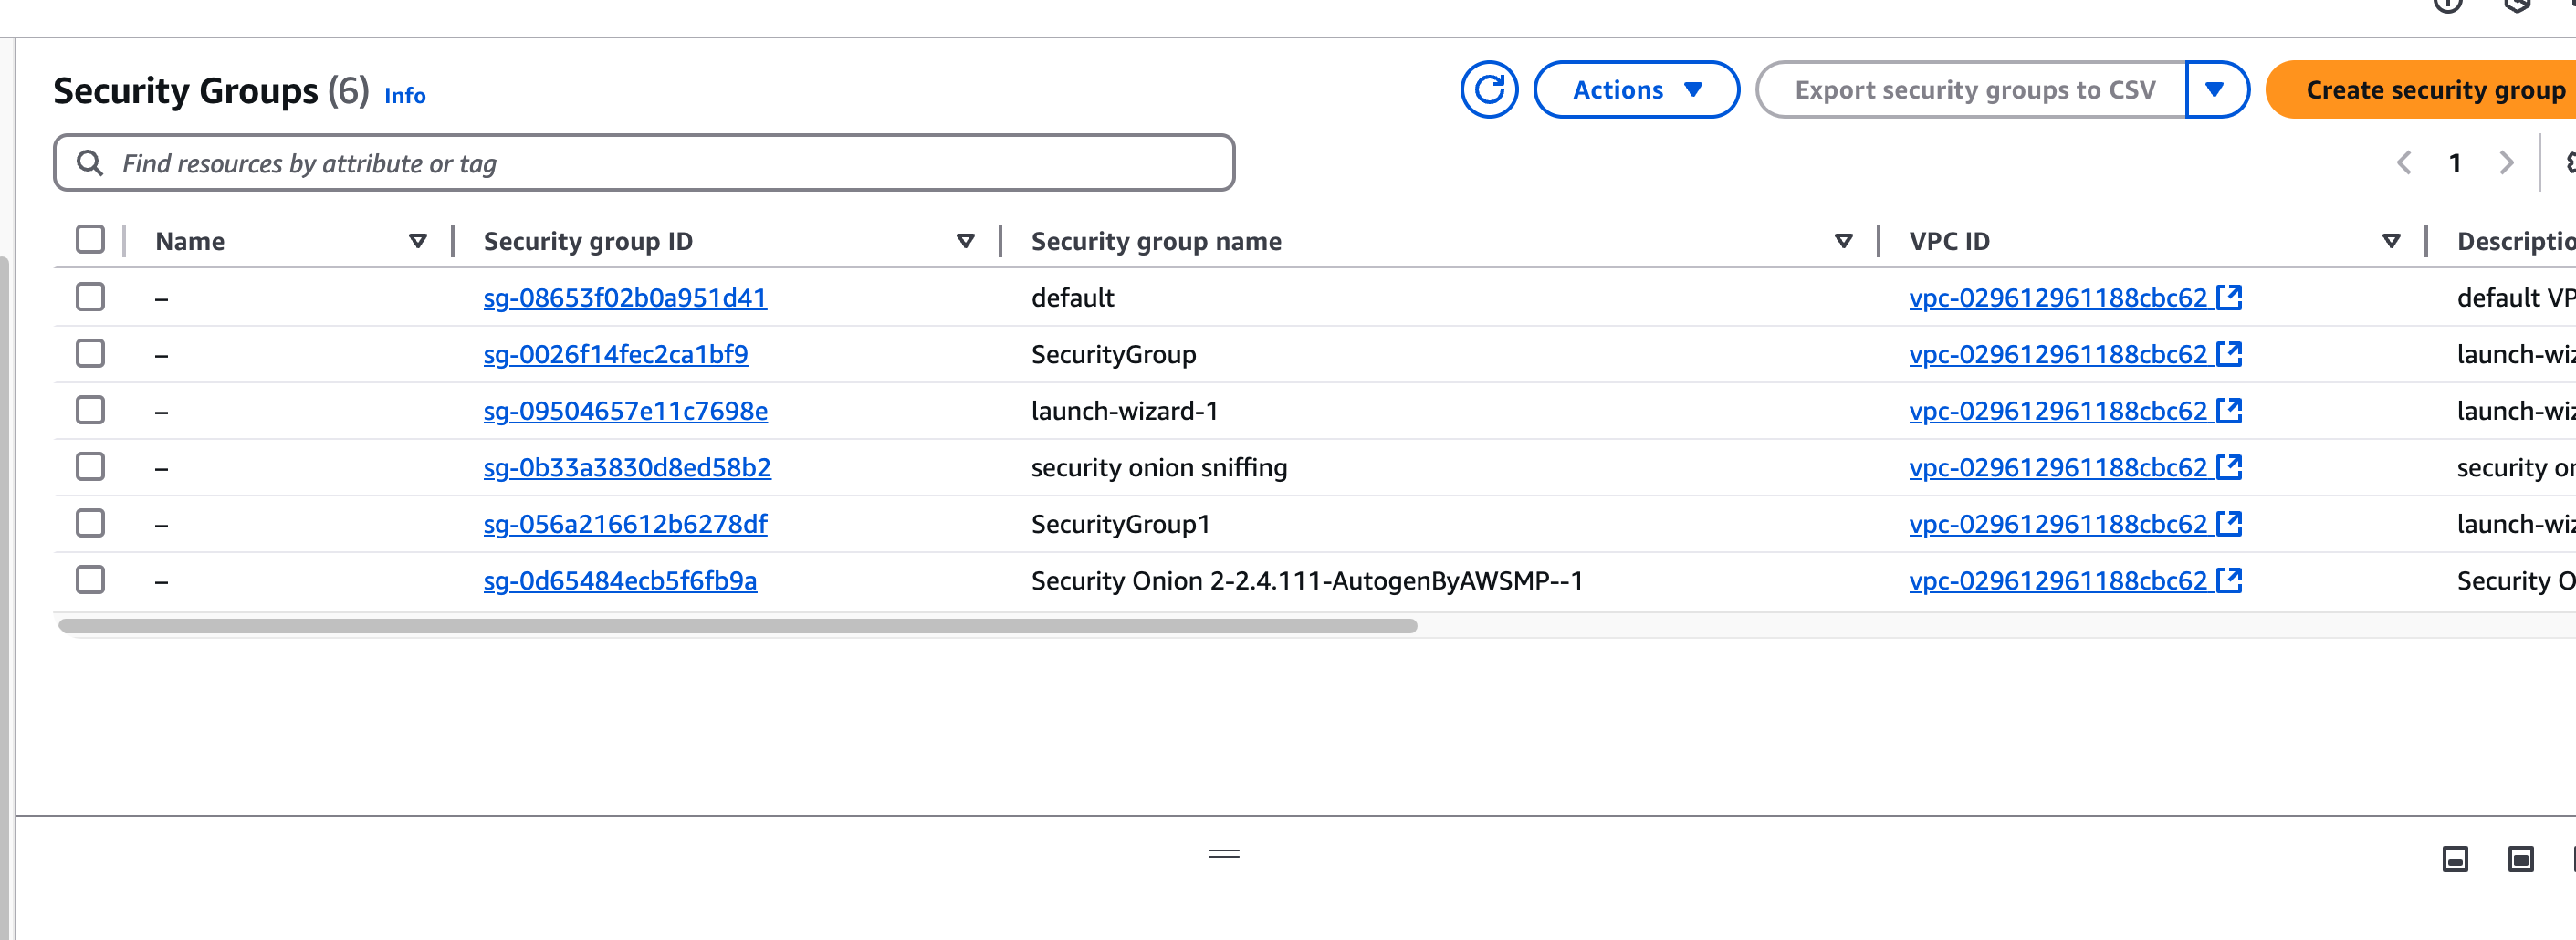 Security Groups (6) Info
Actions
Export security groups to CSV
Create security group
Find resources by attribute or tag
1
Name Security group ID Security group name VPC ID Descriptio
– sg-08653f02b0a951d41 default vpc-029612961188cbc62 default VP
– sg-0026f14fec2ca1bf9 SecurityGroup vpc-029612961188cbc62 launch-wiz
– sg-09504657e11c7698e launch-wizard-1 vpc-029612961188cbc62 launch-wiz
– sg-0b33a3830d8ed58b2 security onion sniffing vpc-029612961188cbc62 security on
– sg-056a216612b6278df SecurityGroup1 vpc-029612961188cbc62 launch-wiz
– sg-0d65484ecb5f6fb9a Security Onion 2-2.4.111-AutogenByAWSMP--1 vpc-029612961188cbc62 Security O